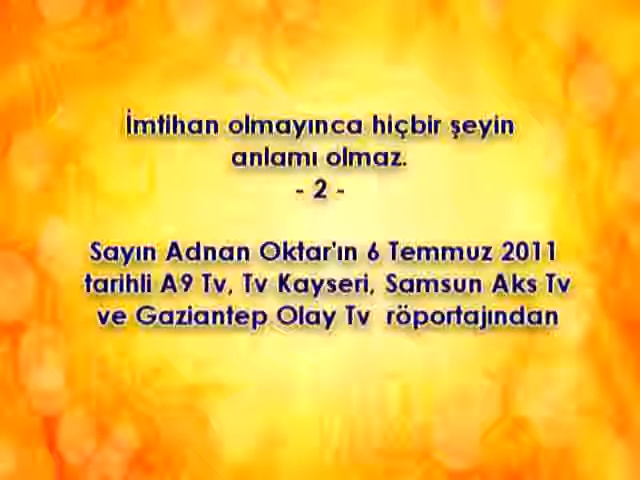 İmtihan olmayınca hiçbir şeyin
anlamı olmaz.
- 2 -
Sayın Adnan Oktar'ın 6 Temmuz 2011
tarihli A9 Tv, Tv Kayseri, Samsun Aks Tv
ve Gaziantep Olay Tv röportajından